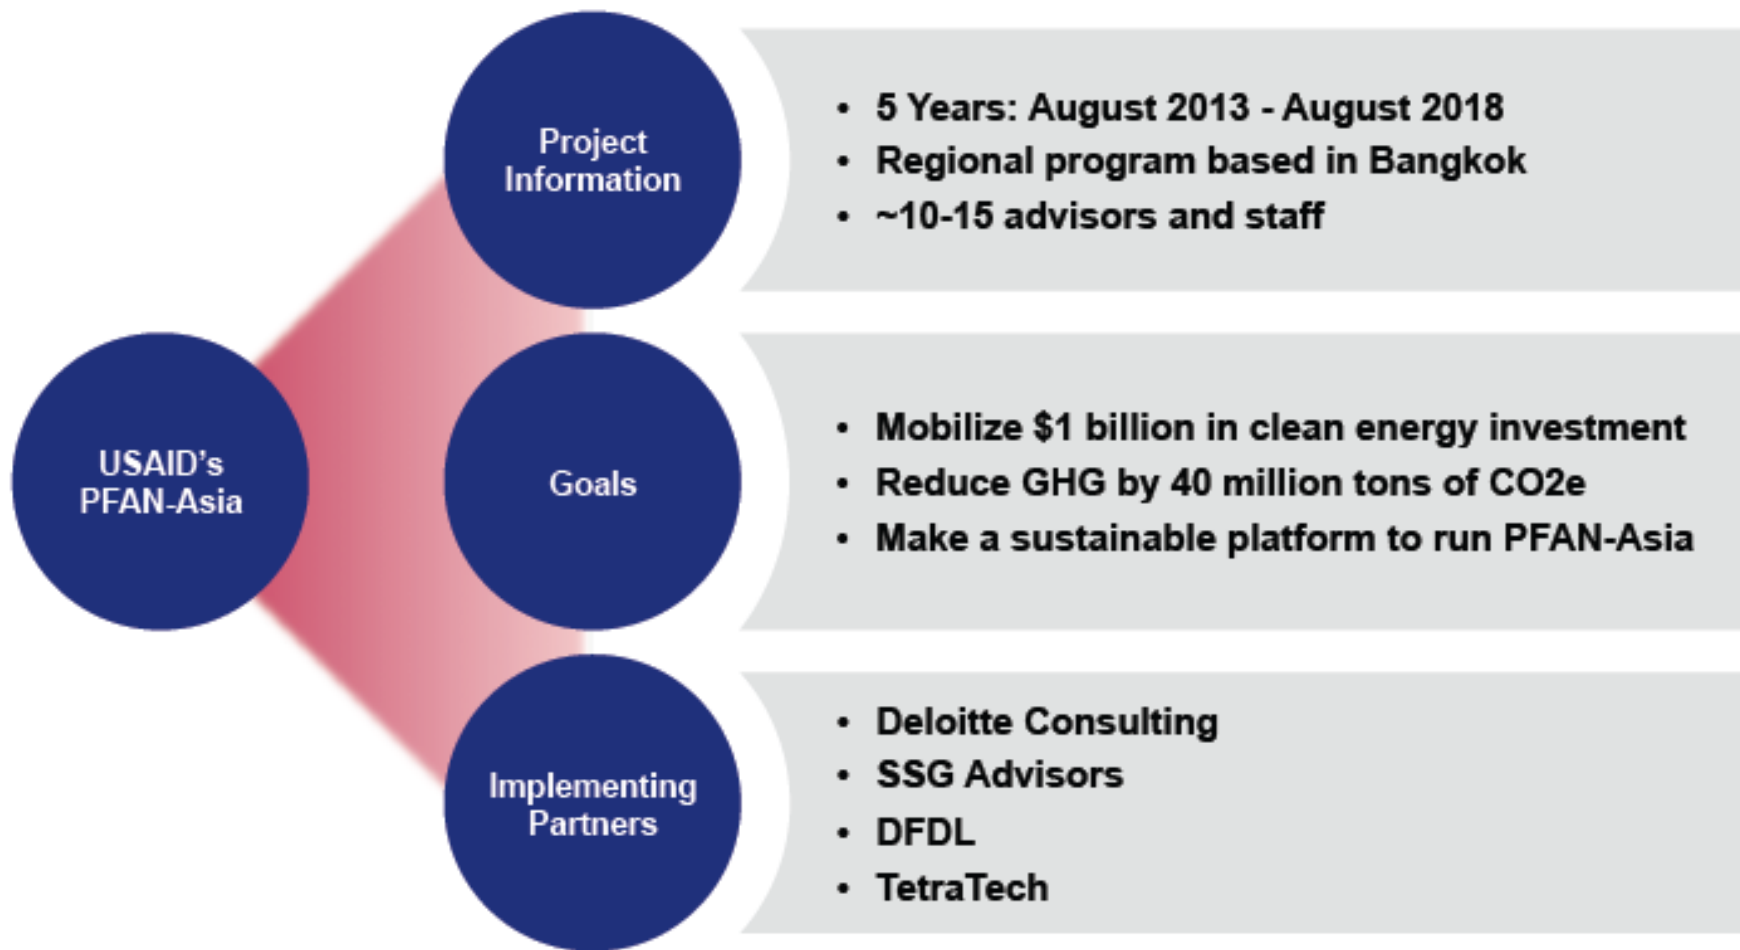 USAID's
PFAN-Asia
Project
Information
• 5 Years: August 2013 - August 2018
• Regional program based in Bangkok
• ~10-15 advisors and staff
Goals
• Mobilize $1 billion in clean energy investment
• Reduce GHG by 40 million tons of CO2e
• Make a sustainable platform to run PFAN-Asia
Implementing
Partners
• Deloitte Consulting
• SSG Advisors
• DFDL
• TetraTech